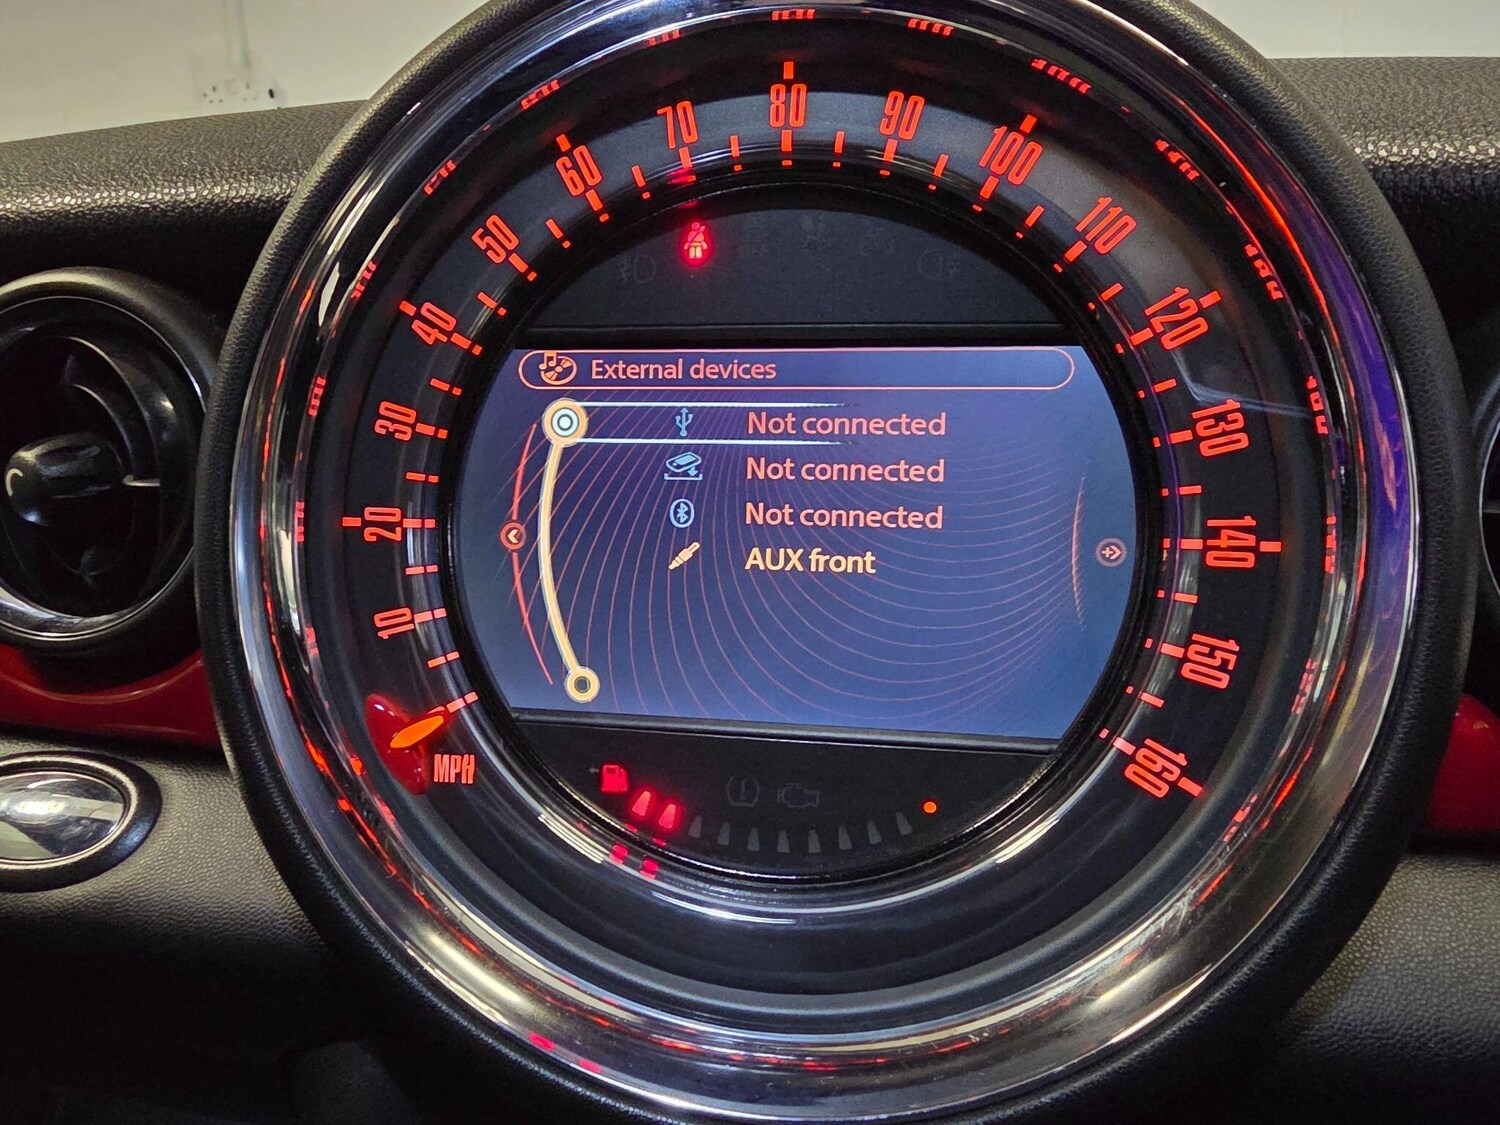 80
70
90
60
100
50
110
40
120
30
130
20
140
10
150
MPH
160
External devices
Not connected
Not connected
Not connected
AUX front